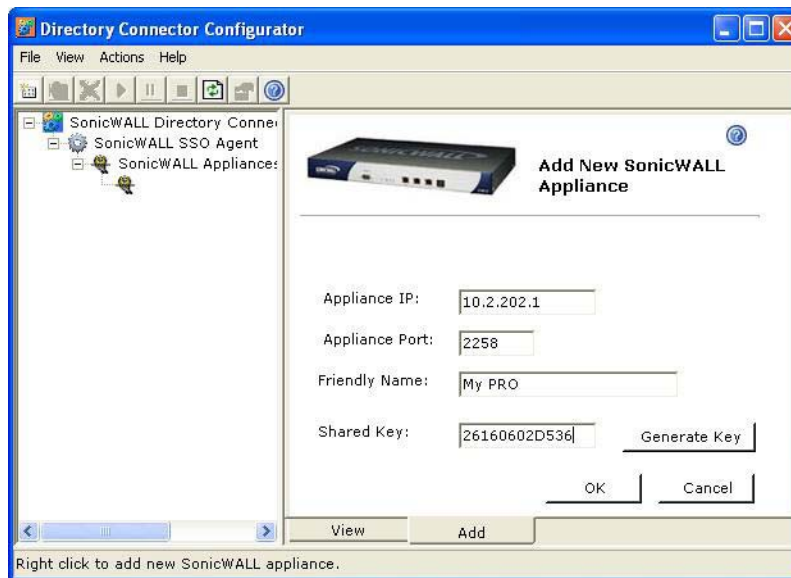 Directory Connector Configurator
File View Actions Help
SonicWALL Directory Conne
SonicWALL SSO Agent
SonicWALL Appliances
SONICWALL
Add New SonicWALL
Appliance
Appliance IP: 10.2.202.1
Appliance Port: 2258
Friendly Name: My PRO
Shared Key: 26160602D536 Generate Key
OK Cancel
View Add
Right click to add new SonicWALL appliance.